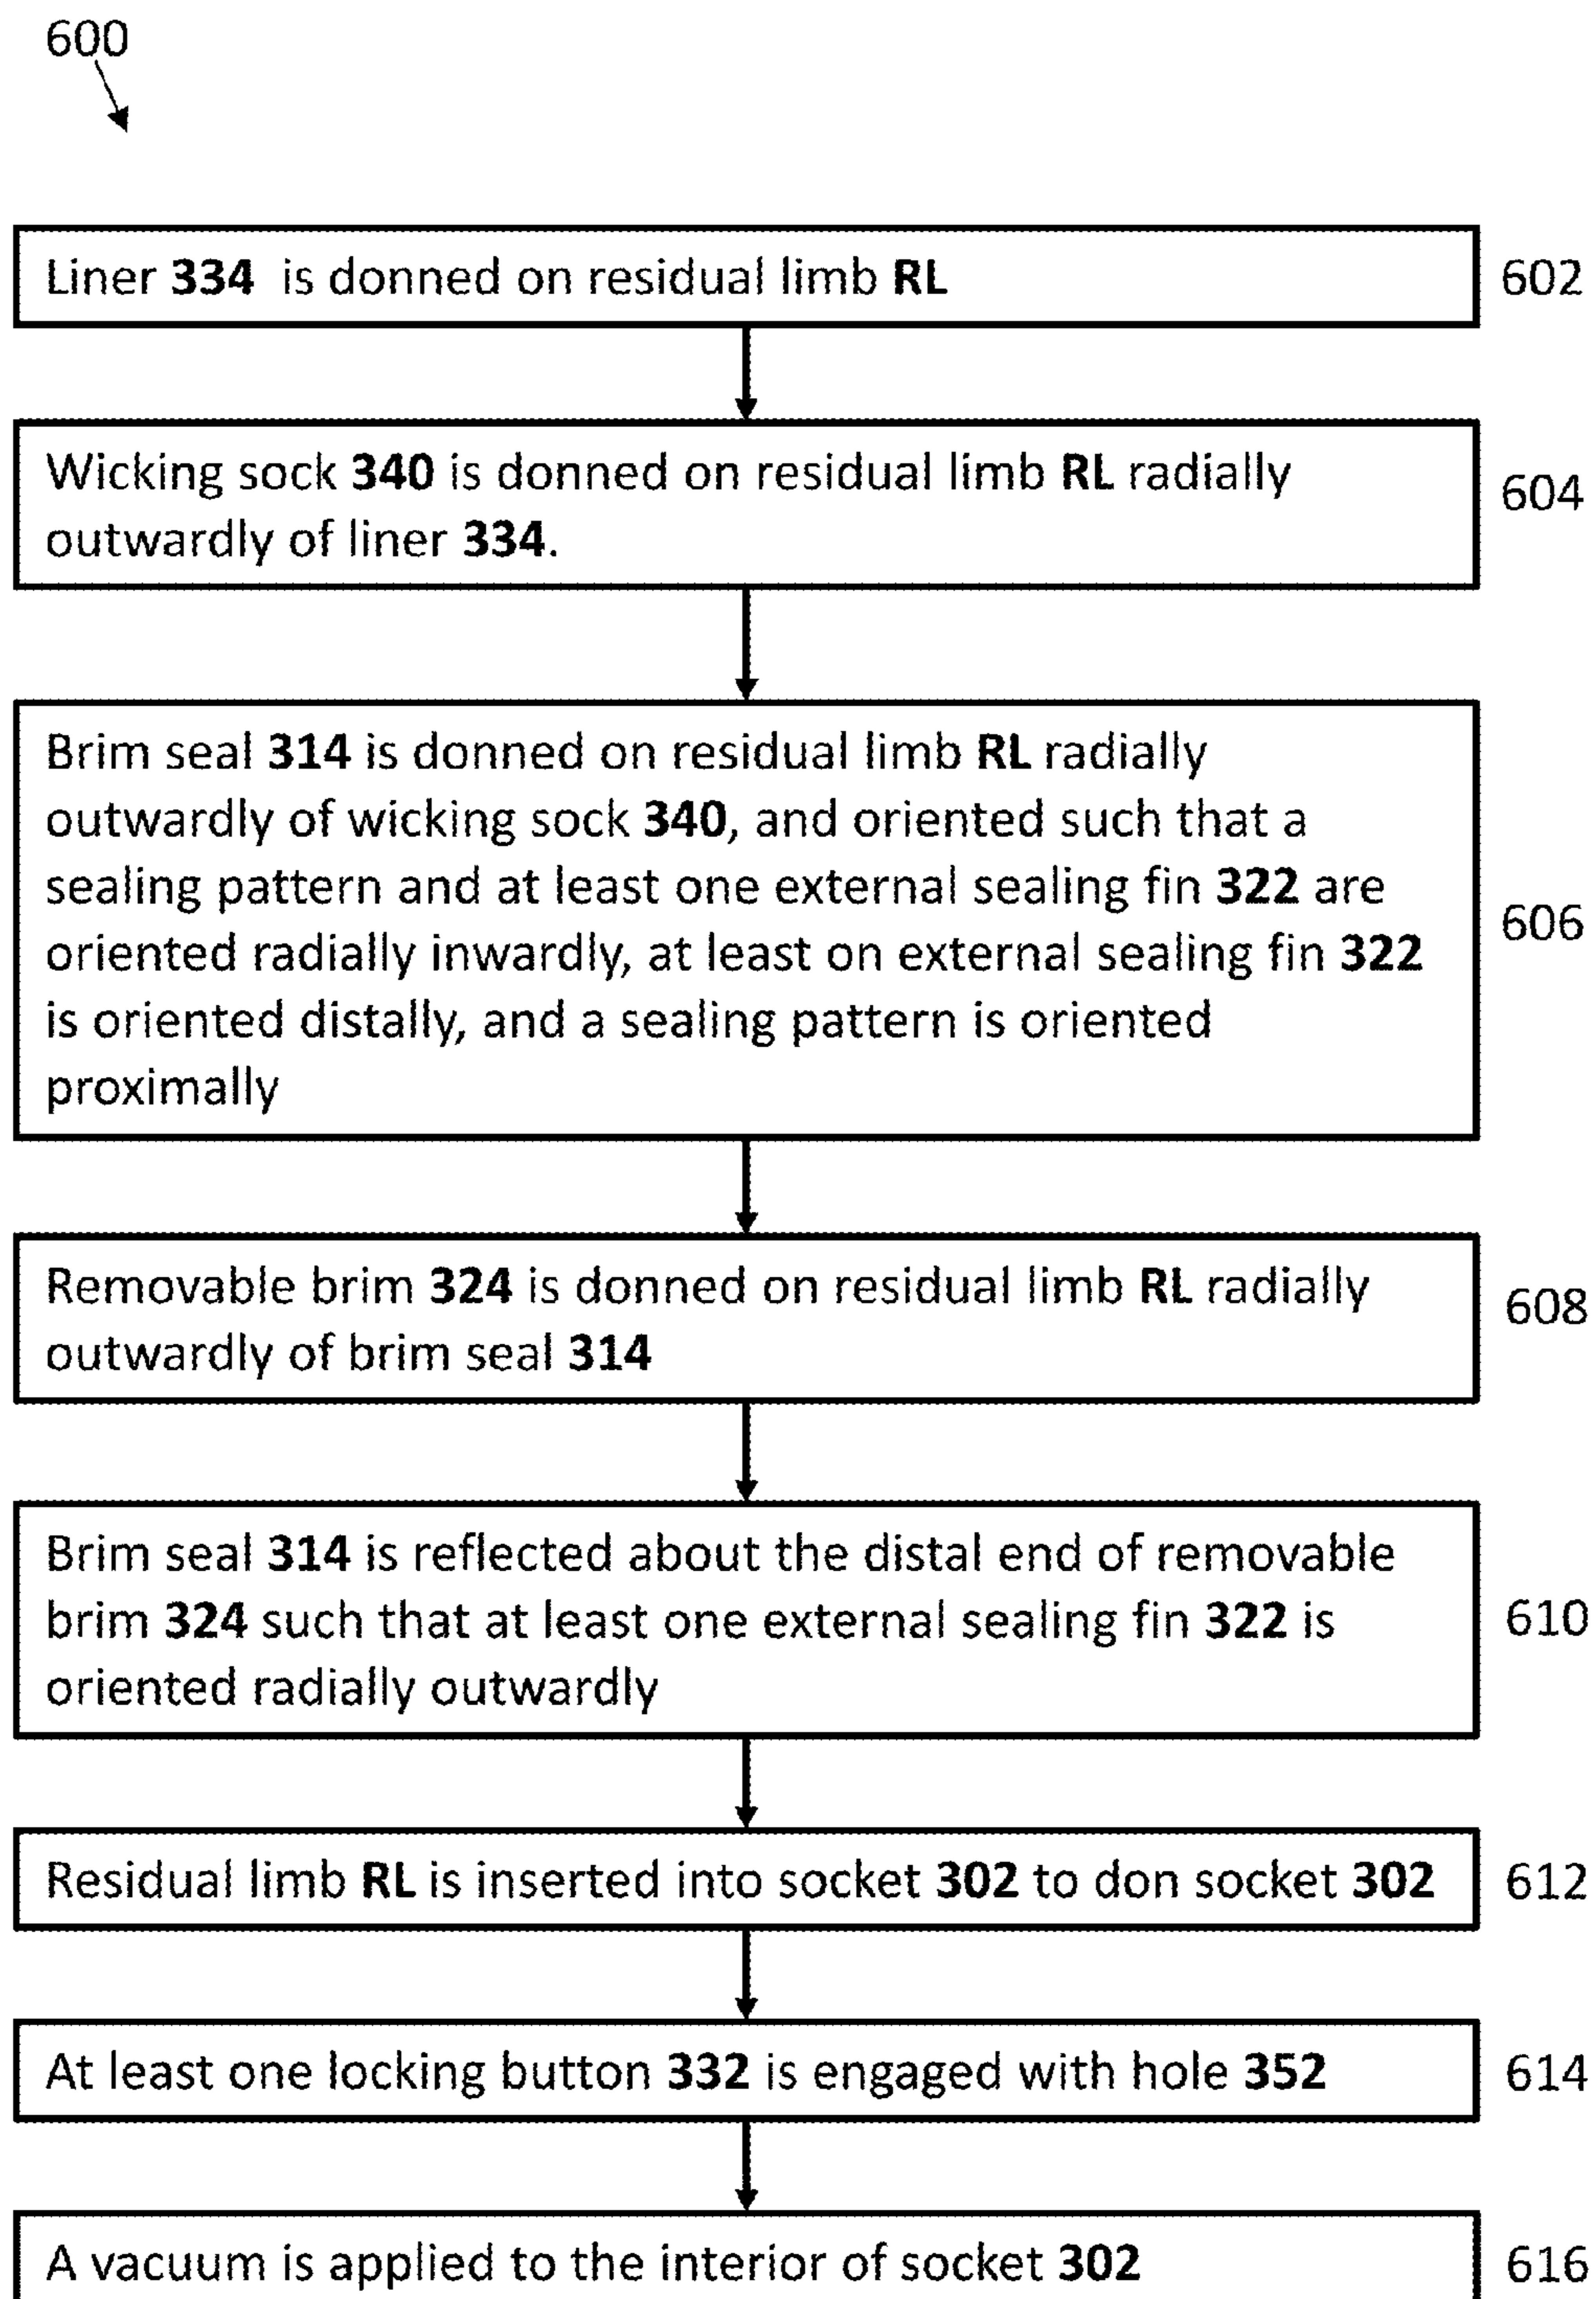 600
Liner 334 is donned on residual limb RL
602
Wicking sock 340 is donned on residual limb RL radially
outwardly of liner 334.
604
Brim seal 314 is donned on residual limb RL radially
outwardly of wicking sock 340, and oriented such that a
sealing pattern and at least one external sealing fin 322 are
oriented radially inwardly, at least on external sealing fin 322
is oriented distally, and a sealing pattern is oriented
proximally
606
Removable brim 324 is donned on residual limb RL radially
outwardly of brim seal 314
608
Brim seal 314 is reflected about the distal end of removable
brim 324 such that at least one external sealing fin 322 is
oriented radially outwardly
610
Residual limb RL is inserted into socket 302 to don socket 302
612
At least one locking button 332 is engaged with hole 352
614
A vacuum is applied to the interior of socket 302
616